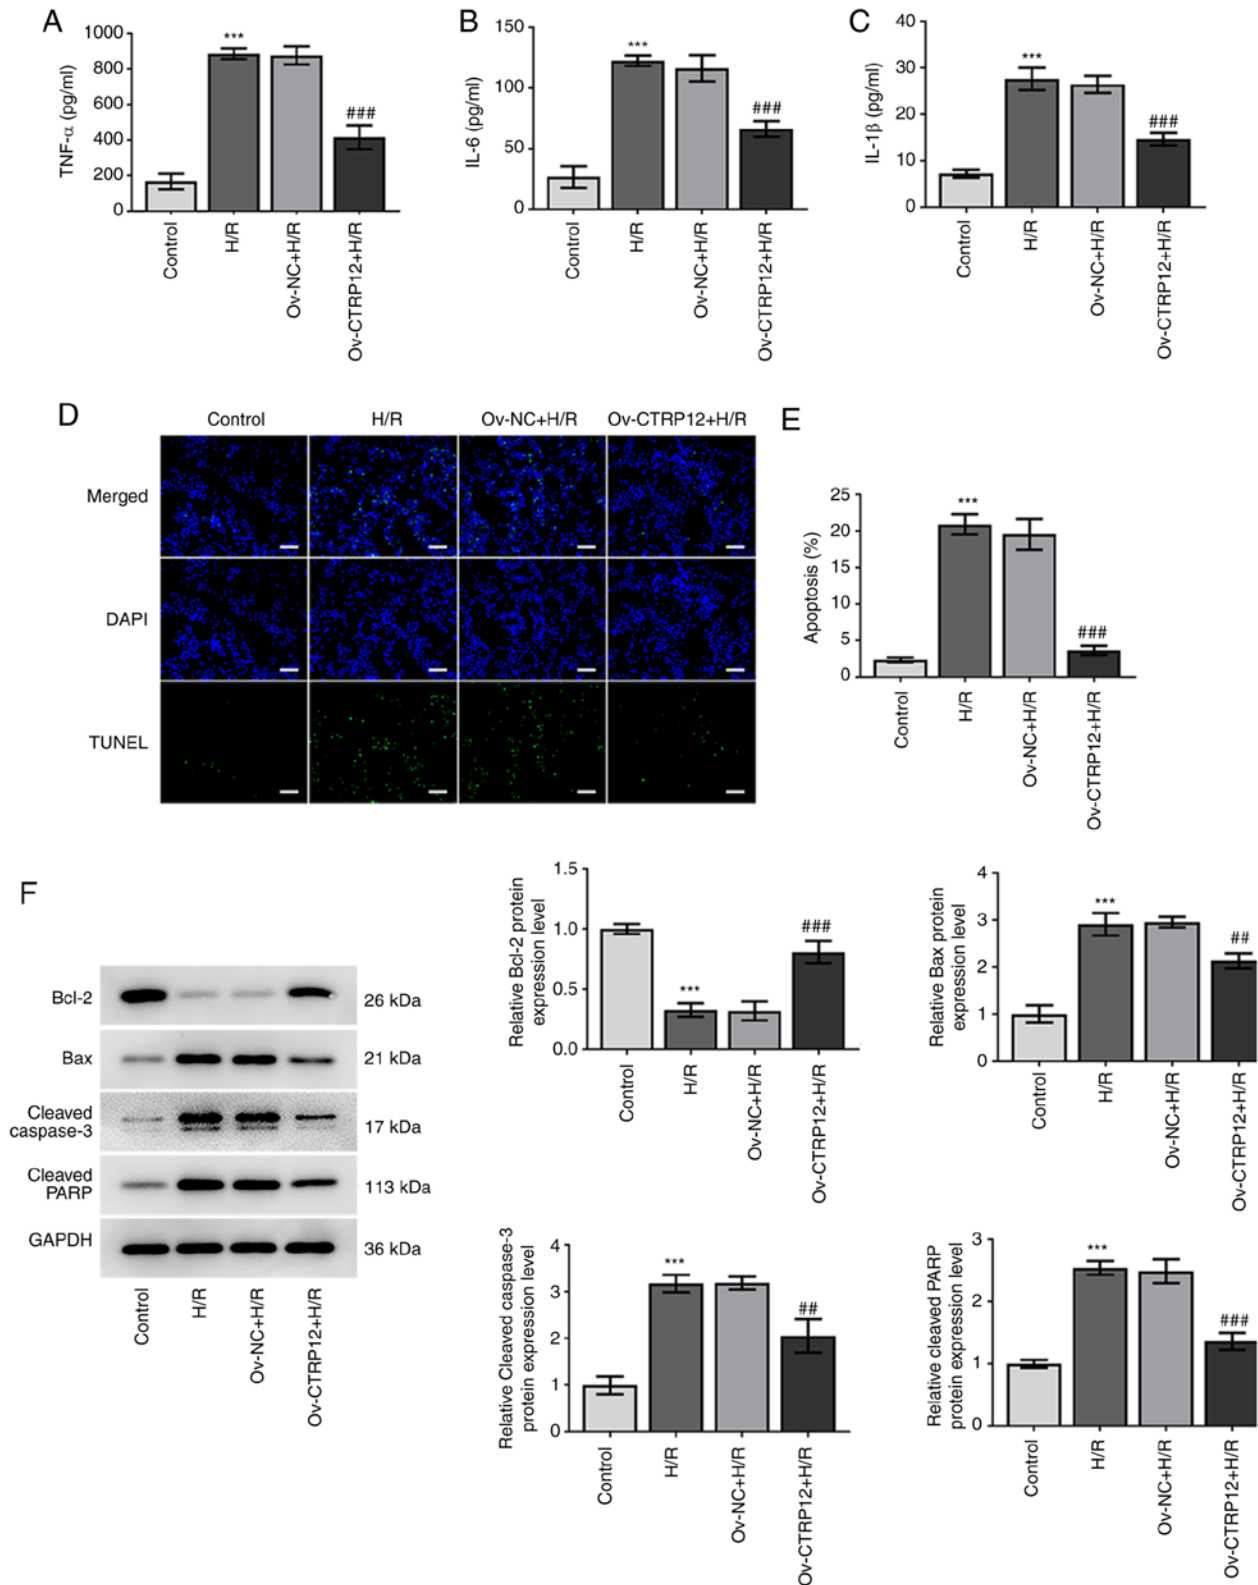 A
TNF-α (pg/ml)
1000
800
600
400
200
0
***
###
Control
H/R
Ov-NC+H/R
Ov-CTRP12+H/R
B
IL-6 (pg/ml)
150
100
50
0
***
###
Control
H/R
Ov-NC+H/R
Ov-CTRP12+H/R
C
IL-1β (pg/ml)
40
30
20
10
0
***
###
Control
H/R
Ov-NC+H/R
Ov-CTRP12+H/R
D
Control
H/R
Ov-NC+H/R
Ov-CTRP12+H/R
Merged
DAPI
TUNEL
E
Apoptosis (%)
25
20
15
10
5
0
***
###
Control
H/R
Ov-NC+H/R
Ov-CTRP12+H/R
F
Bcl-2
26 kDa
Bax
21 kDa
Cleaved
caspase-3
17 kDa
Cleaved
PARP
113 kDa
GAPDH
36 kDa
Control
H/R
Ov-NC+H/R
Ov-CTRP12+H/R
Relative Bcl-2 protein
expression level
1.5
1.0
0.5
0.0
***
###
Control
H/R
Ov-NC+H/R
Ov-CTRP12+H/R
Relative Bax protein
expression level
4
3
2
1
0
***
##
Control
H/R
Ov-NC+H/R
Ov-CTRP12+H/R
Relative Cleaved caspase-3
protein expression level
4
3
2
1
0
***
##
Control
H/R
Ov-NC+H/R
Ov-CTRP12+H/R
Relative cleaved PARP
protein expression level
3
2
1
0
***
###
Control
H/R
Ov-NC+H/R
Ov-CTRP12+H/R